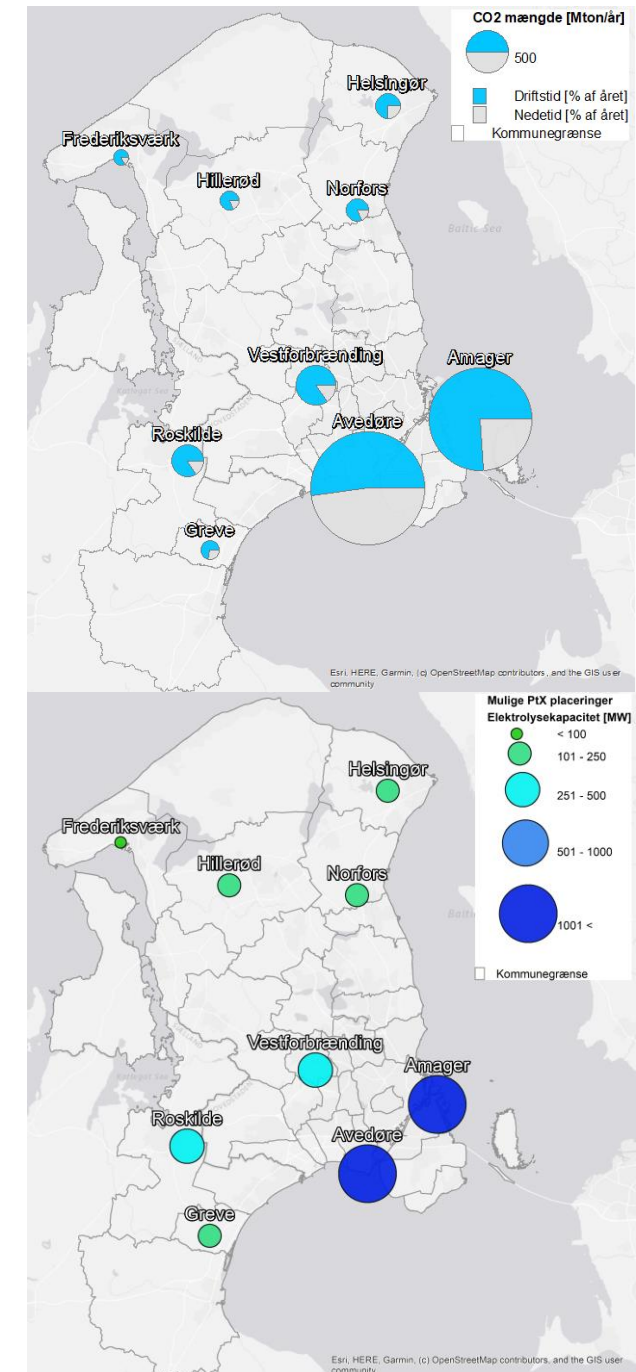 CO2 mængde [Mton/år]
500
Driftstid [% af året]
Nedetid [% af året]
Kommunegrænse
Helsingør
Frederiksværk
Hillerød
Norfors
Baltic Sea
Vestforbrænding
Amager
Avedøre
Roskilde
Greve
Esri, HERE, Garmin, (c) OpenStreetMap contributors, and the GIS user
community
Mulige PtX placeringer
Elektrolysekapacitet [MW]
< 100
101 - 250
251 - 500
501 - 1000
1001 <
Kommunegrænse
Helsingør
Frederiksværk
Hillerød
Norfors
Vestforbrænding
Amager
Roskilde
Avedøre
Greve
Esri, HERE, Garmin, (c) OpenStreetMap contributors, and the GIS user
community